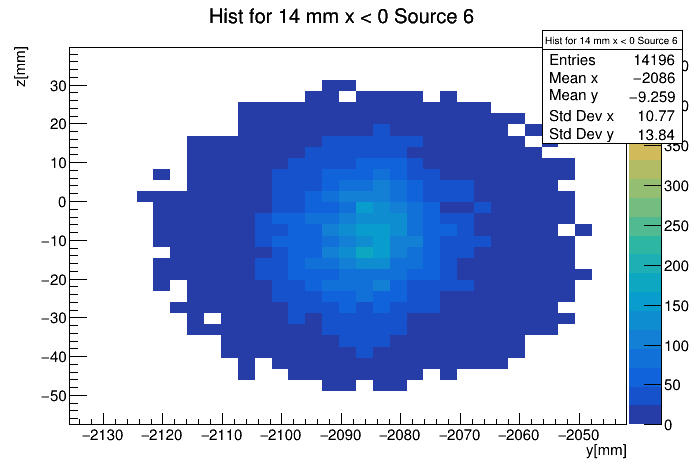 Hist for 14 mm x < 0 Source 6
z[mm]
Hist for 14 mm x < 0 Source 6
Entries 14196
Mean x −2086
Mean y −9.259
Std Dev x 10.77
Std Dev y 13.84
30
20
10
0
−10
−20
−30
−40
−50
350
300
250
200
150
100
50
0
−2130 −2120 −2110 −2100 −2090 −2080 −2070 −2060 −2050
y[mm]